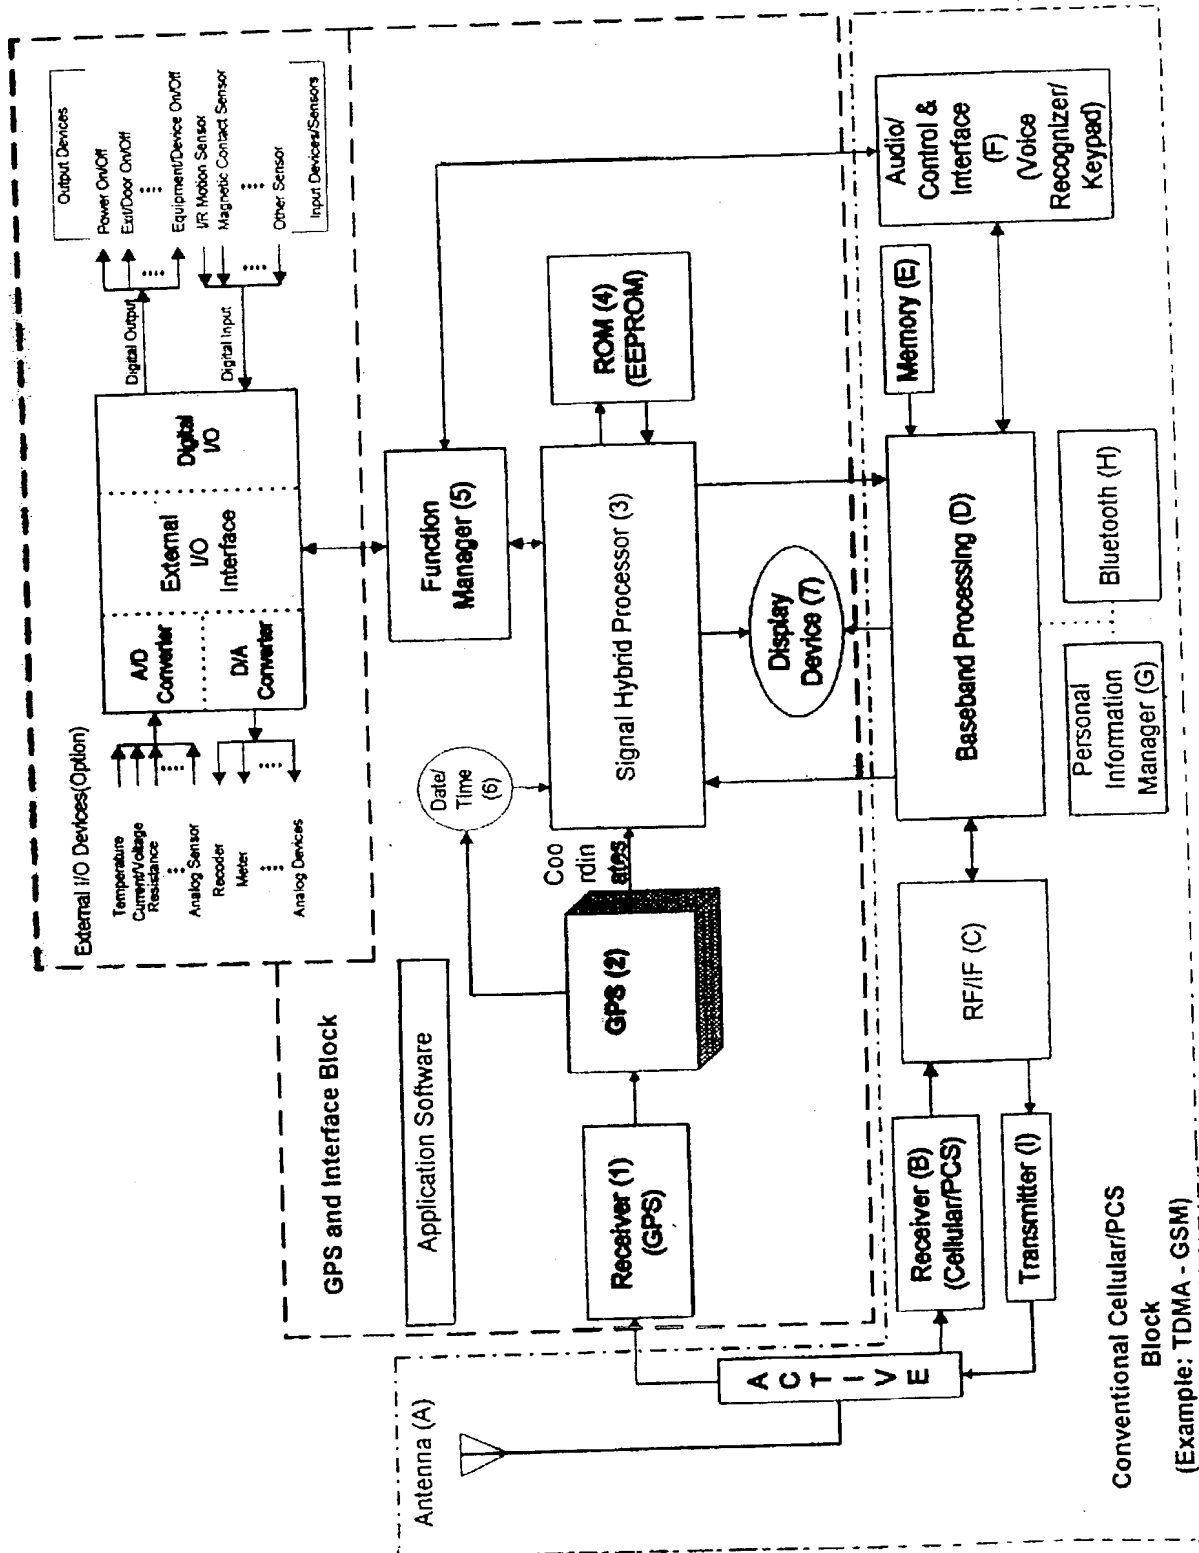 External I/O Devices(Option)
Temperature
Current/Voltage
Resistance
Analog Sensor
Recoder
Meter
Analog Devices
A/D
Converter
D/A
Converter
External
I/O
Interface
Digital
I/O
Digital Output
Digital Input
Output Devices
Power On/Off
Exit/Door On/Off
Equipment/Device On/Off
I/R Motion Sensor
Magnetic Contact Sensor
Other Sensor
Input Devices/Sensors
GPS and Interface Block
Application Software
Receiver (1)
(GPS)
GPS (2)
Coo
rdin
ates
Date/
Time
(6)
Function
Manager (5)
Signal Hybrid Processor (3)
ROM (4)
(EEPROM)
Display
Device (7)
Antenna (A)
A
C
T
I
V
E
Receiver (B)
(Cellular/PCS)
Transmitter (I)
RF/IF (C)
Baseband Processing (D)
Memory (E)
Audio/
Control &
Interface
(F)
(Voice
Recognizer/
Keypad)
Personal
Information
Manager (G)
Bluetooth (H)
Conventional Cellular/PCS
Block
(Example: TDMA - GSM)